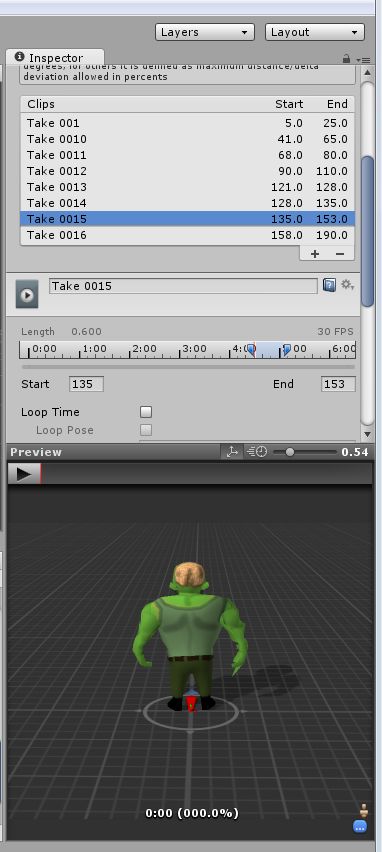 Layers Layout
Inspector
degrees, for others it is defined as maximum distance/delta
deviation allowed in percents
Clips Start End
Take 001 5.0 25.0
Take 0010 41.0 65.0
Take 0011 68.0 80.0
Take 0012 90.0 110.0
Take 0013 121.0 128.0
Take 0014 128.0 135.0
Take 0015 135.0 153.0
Take 0016 158.0 190.0
+ −
Take 0015
Length 0.600 30 FPS
0:00 1:00 2:00 3:00 4:00 5:00 6:00
Start 135 End 153
Loop Time
Loop Pose
Preview 0.54
0:00 (000.0%)